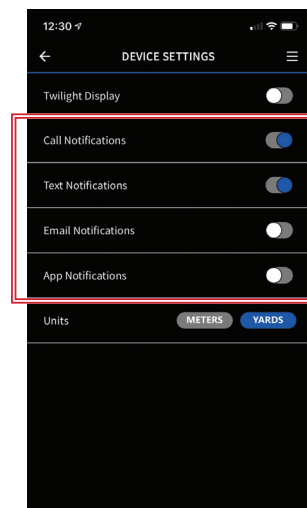 12:30
DEVICE SETTINGS
Twilight Display
Call Notifications
Text Notifications
Email Notifications
App Notifications
Units METERS YARDS